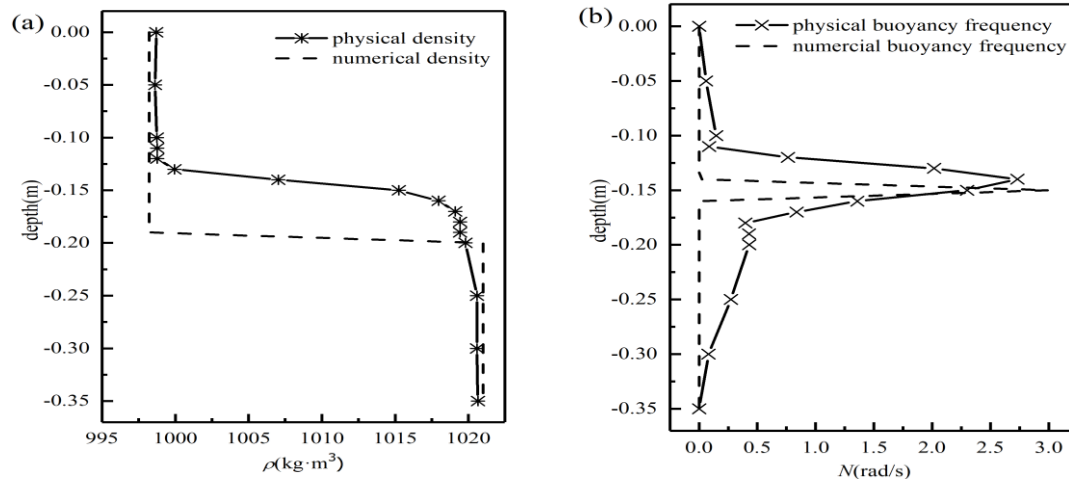 (a)
physical density
numerical density
0.00
-0.05
-0.10
-0.15
-0.20
-0.25
-0.30
-0.35
depth(m)
995 1000 1005 1010 1015 1020
ρ(kg·m³)
(b)
physical buoyancy frequency
numercial buoyancy frequency
0.00
-0.05
-0.10
-0.15
-0.20
-0.25
-0.30
-0.35
depth(m)
0.0 0.5 1.0 1.5 2.0 2.5 3.0
N(rad/s)